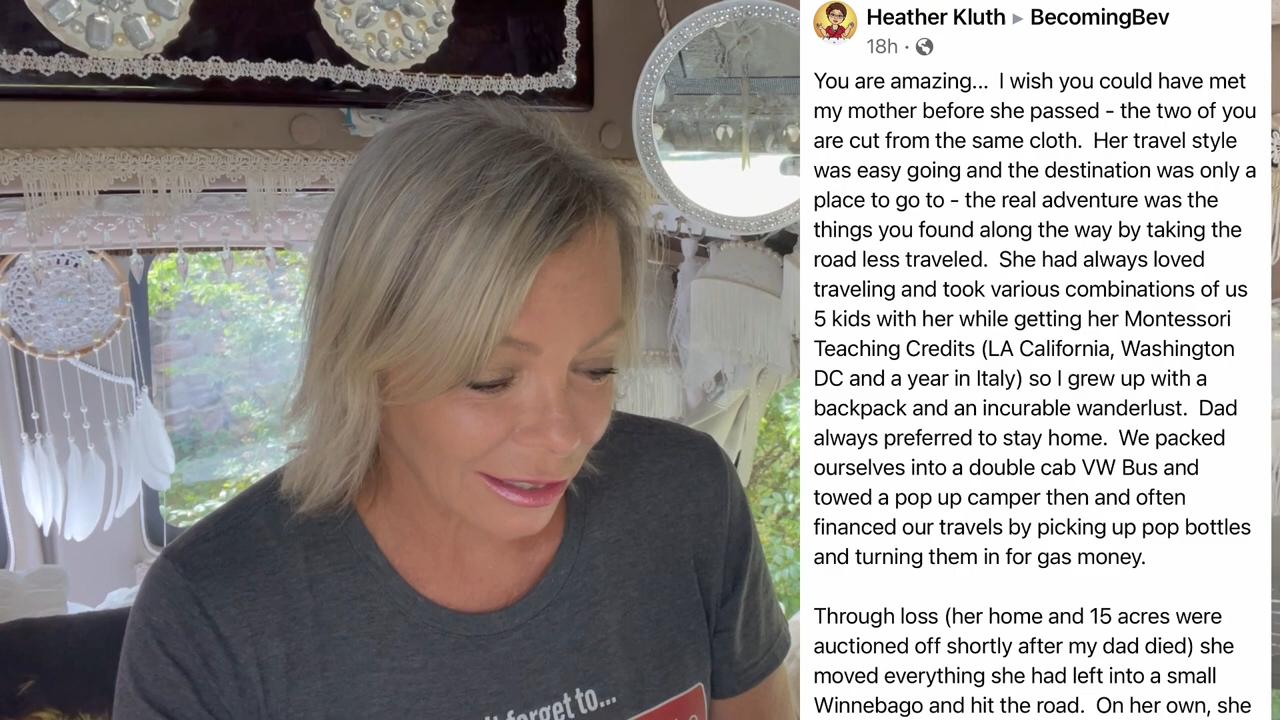 Heather Kluth ▸ BecomingBev
18h ·
You are amazing... I wish you could have met
my mother before she passed - the two of you
are cut from the same cloth. Her travel style
was easy going and the destination was only a
place to go to - the real adventure was the
things you found along the way by taking the
road less traveled. She had always loved
traveling and took various combinations of us
5 kids with her while getting her Montessori
Teaching Credits (LA California, Washington
DC and a year in Italy) so I grew up with a
backpack and an incurable wanderlust. Dad
always preferred to stay home. We packed
ourselves into a double cab VW Bus and
towed a pop up camper then and often
financed our travels by picking up pop bottles
and turning them in for gas money.
Through loss (her home and 15 acres were
auctioned off shortly after my dad died) she
moved everything she had left into a small
Winnebago and hit the road. On her own, she
forget to...